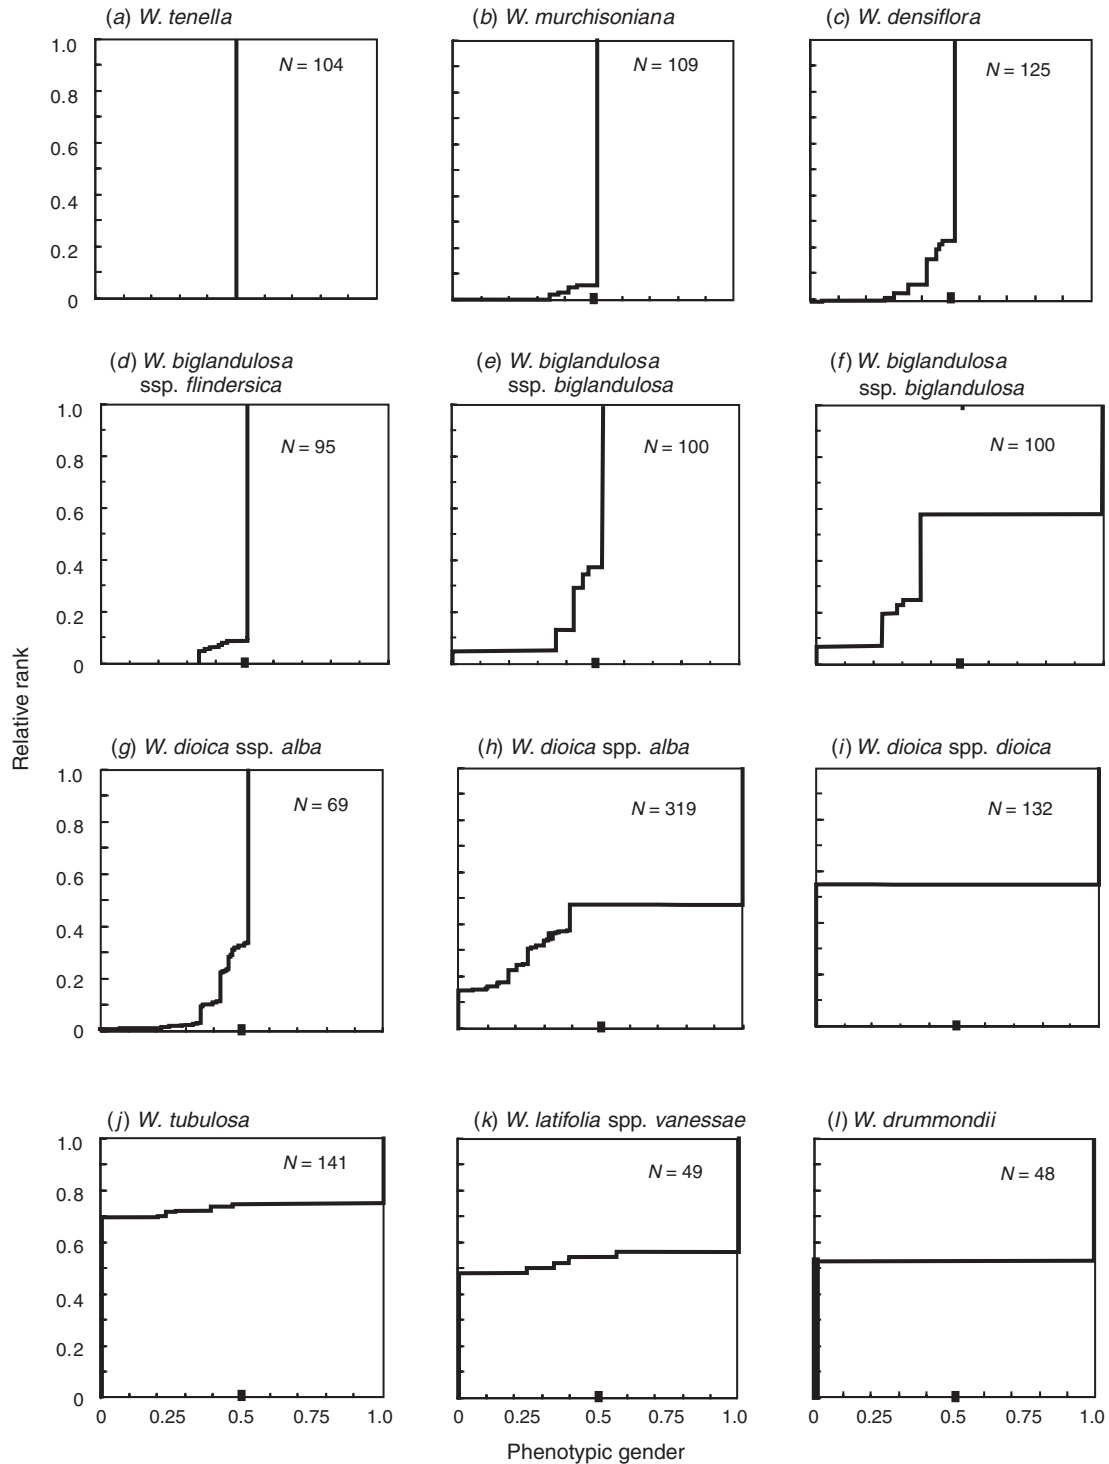 (a) W. tenella
(b) W. murchisoniana
(c) W. densiflora
1.0
0.8
0.6
0.4
0.2
0
N = 104
N = 109
N = 125
(d) W. biglandulosa
ssp. flindersica
(e) W. biglandulosa
ssp. biglandulosa
(f) W. biglandulosa
ssp. biglandulosa
1.0
0.8
0.6
0.4
0.2
0
N = 95
N = 100
N = 100
Relative rank
(g) W. dioica ssp. alba
(h) W. dioica spp. alba
(i) W. dioica spp. dioica
1.0
0.8
0.6
0.4
0.2
0
N = 69
N = 319
N = 132
(j) W. tubulosa
(k) W. latifolia spp. vanessae
(l) W. drummondii
1.0
0.8
0.6
0.4
0.2
0
N = 141
N = 49
N = 48
0 0.25 0.5 0.75 1.0
0 0.25 0.5 0.75 1.0
0 0.25 0.5 0.75 1.0
Phenotypic gender